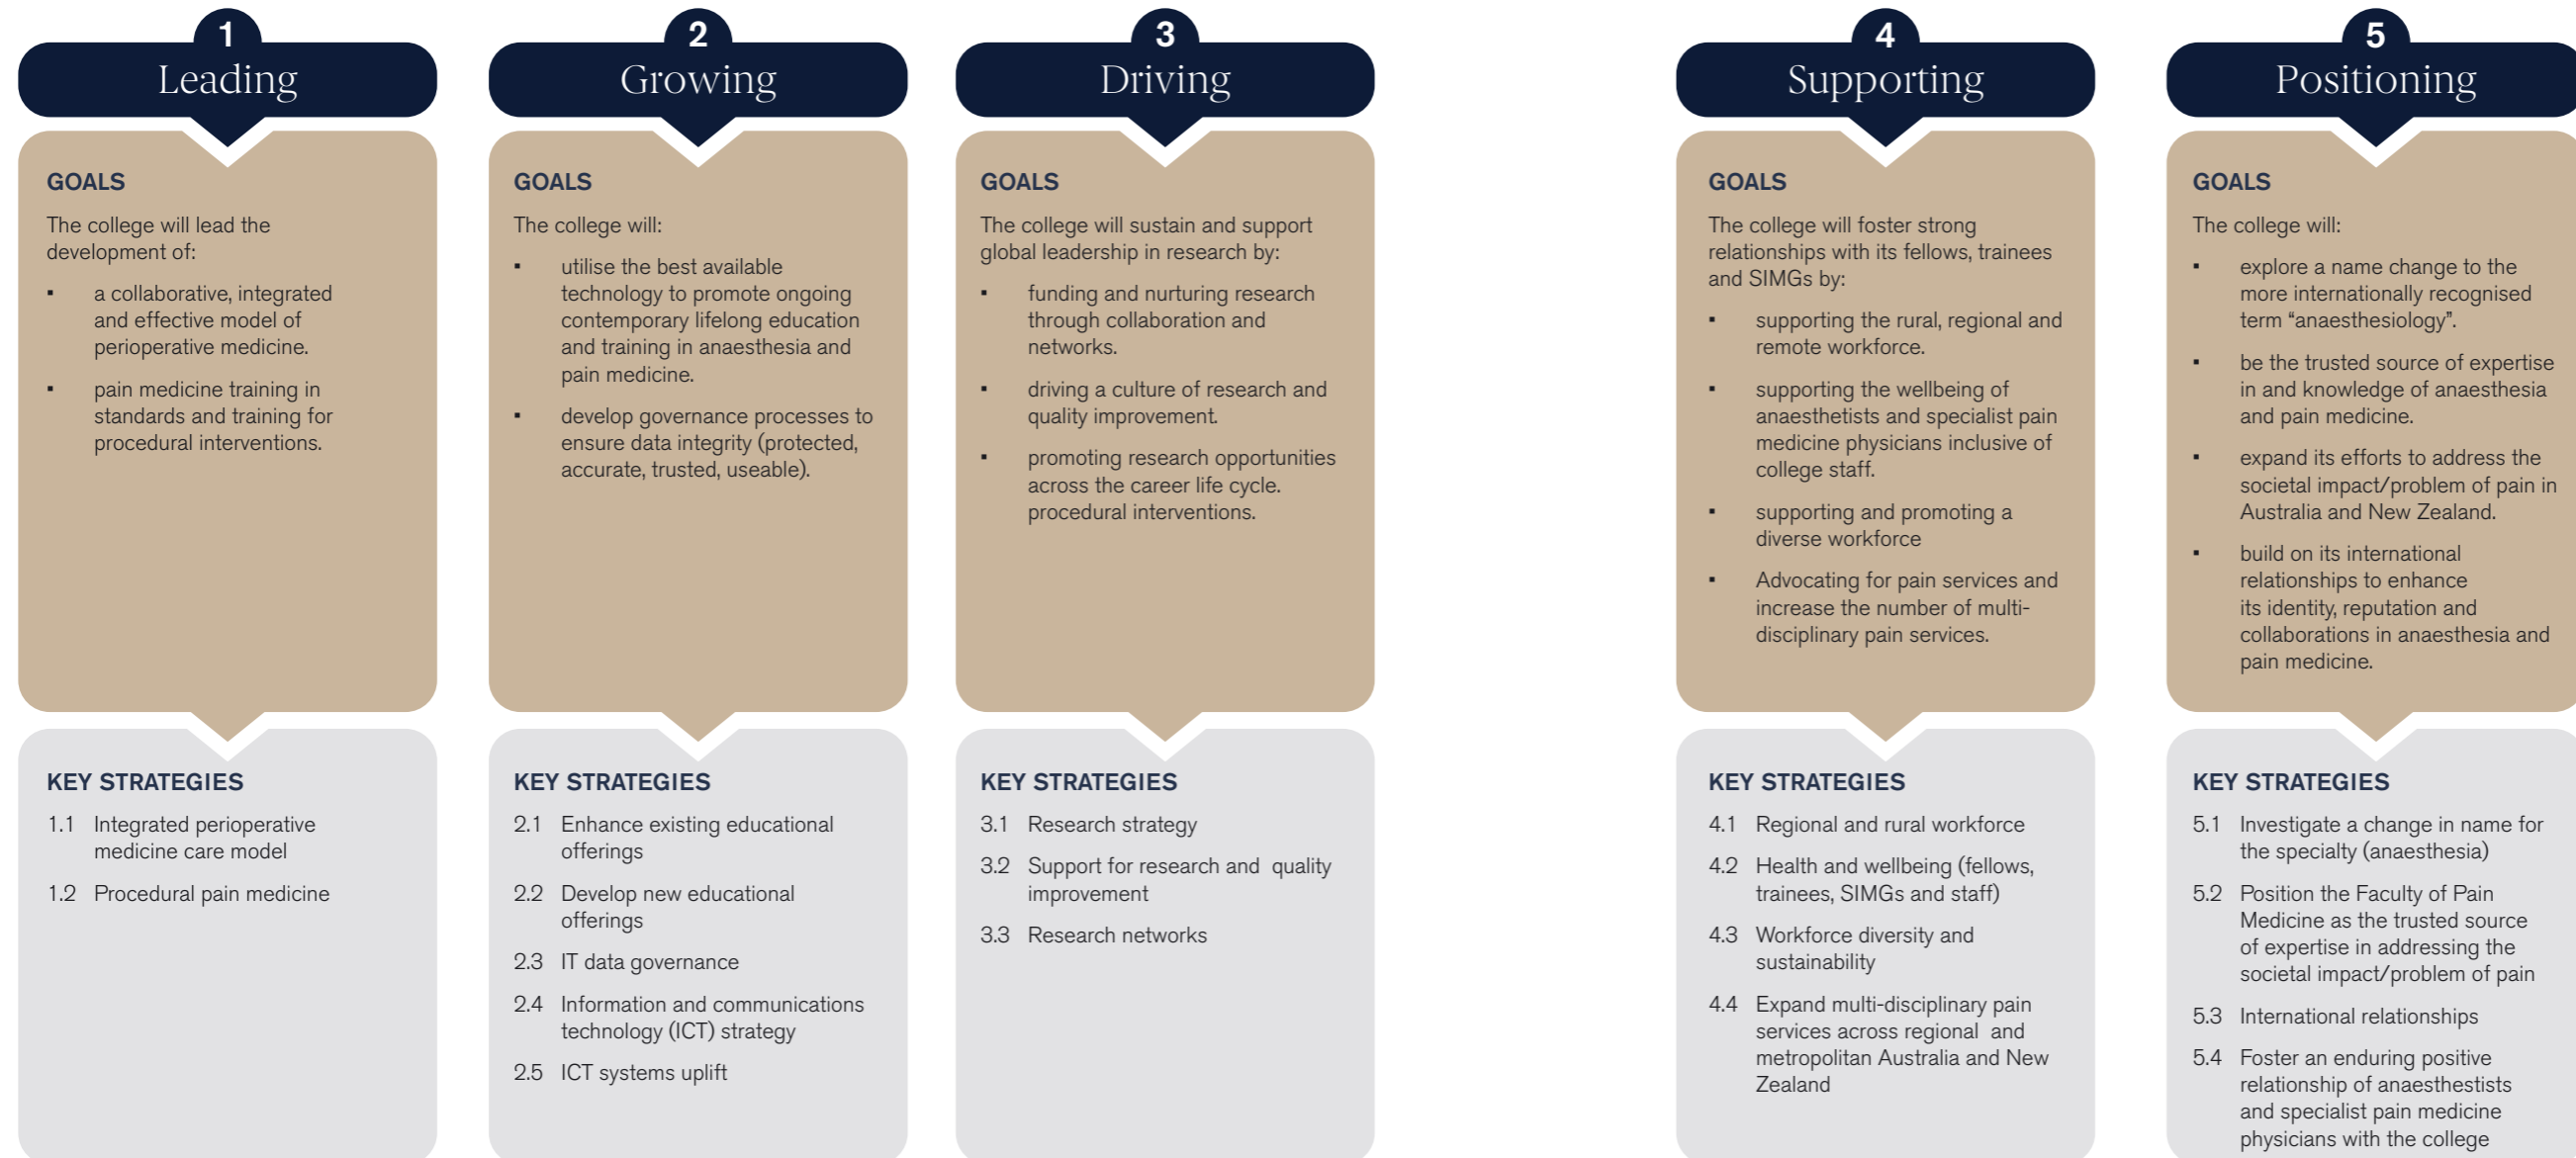 1
Leading
GOALS
The college will lead the
development of:
▪ a collaborative, integrated
and effective model of
perioperative medicine.
▪ pain medicine training in
standards and training for
procedural interventions.
KEY STRATEGIES
1.1 Integrated perioperative
medicine care model
1.2 Procedural pain medicine
2
Growing
GOALS
The college will:
▪ utilise the best available
technology to promote ongoing
contemporary lifelong education
and training in anaesthesia and
pain medicine.
▪ develop governance processes to
ensure data integrity (protected,
accurate, trusted, useable).
KEY STRATEGIES
2.1 Enhance existing educational
offerings
2.2 Develop new educational
offerings
2.3 IT data governance
2.4 Information and communications
technology (ICT) strategy
2.5 ICT systems uplift
3
Driving
GOALS
The college will sustain and support
global leadership in research by:
▪ funding and nurturing research
through collaboration and
networks.
▪ driving a culture of research and
quality improvement.
▪ promoting research opportunities
across the career life cycle.
procedural interventions.
KEY STRATEGIES
3.1 Research strategy
3.2 Support for research and quality
improvement
3.3 Research networks
4
Supporting
GOALS
The college will foster strong
relationships with its fellows, trainees
and SIMGs by:
▪ supporting the rural, regional and
remote workforce.
▪ supporting the wellbeing of
anaesthetists and specialist pain
medicine physicians inclusive of
college staff.
▪ supporting and promoting a
diverse workforce
▪ Advocating for pain services and
increase the number of multi-
disciplinary pain services.
KEY STRATEGIES
4.1 Regional and rural workforce
4.2 Health and wellbeing (fellows,
trainees, SIMGs and staff)
4.3 Workforce diversity and
sustainability
4.4 Expand multi-disciplinary pain
services across regional and
metropolitan Australia and New
Zealand
5
Positioning
GOALS
The college will:
▪ explore a name change to the
more internationally recognised
term “anaesthesiology”.
▪ be the trusted source of expertise
in and knowledge of anaesthesia
and pain medicine.
▪ expand its efforts to address the
societal impact/problem of pain in
Australia and New Zealand.
▪ build on its international
relationships to enhance
its identity, reputation and
collaborations in anaesthesia and
pain medicine.
KEY STRATEGIES
5.1 Investigate a change in name for
the specialty (anaesthesia)
5.2 Position the Faculty of Pain
Medicine as the trusted source
of expertise in addressing the
societal impact/problem of pain
5.3 International relationships
5.4 Foster an enduring positive
relationship of anaesthestists
and specialist pain medicine
physicians with the college